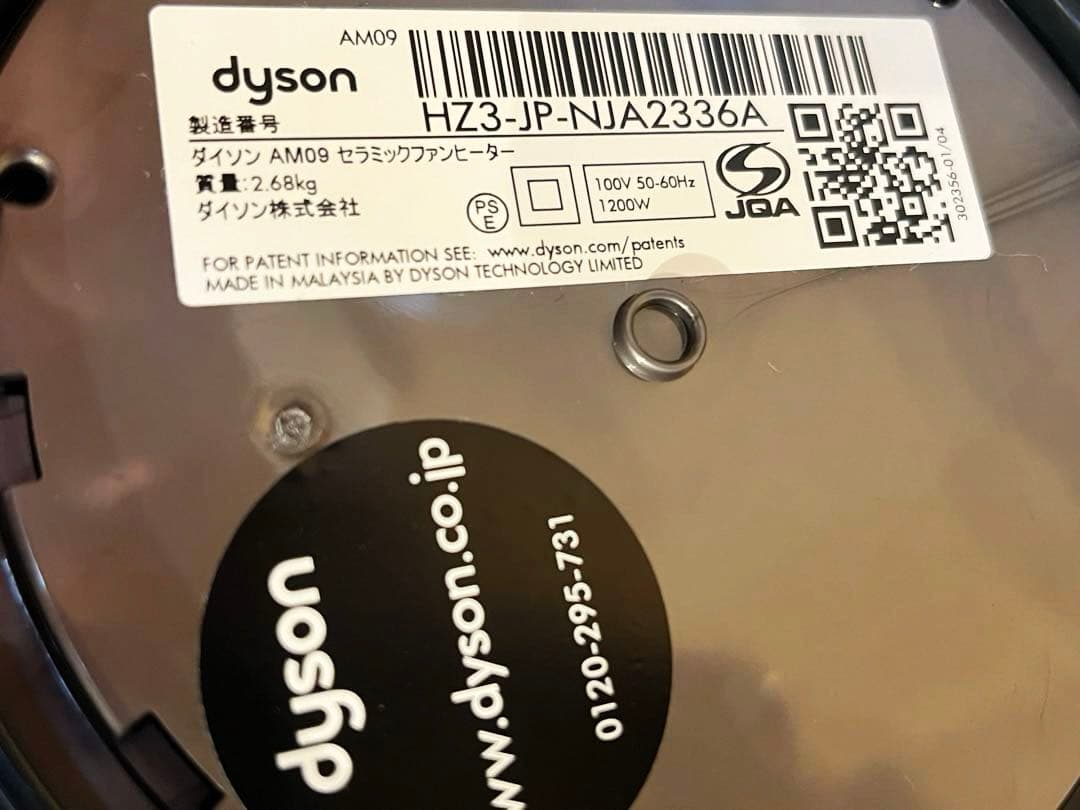 AM09
dyson
HZ3-JP-NJA2336A
製造番号
ダイソン AM09 セラミックファンヒーター
質量:2.68kg
ダイソン株式会社
PS
E
100V 50-60Hz
1200W
JQA
302356-01/04
FOR PATENT INFORMATION SEE: www.dyson.com/patents
MADE IN MALAYSIA BY DYSON TECHNOLOGY LIMITED
dyson
ww.dyson.co.jp
0120-295-731